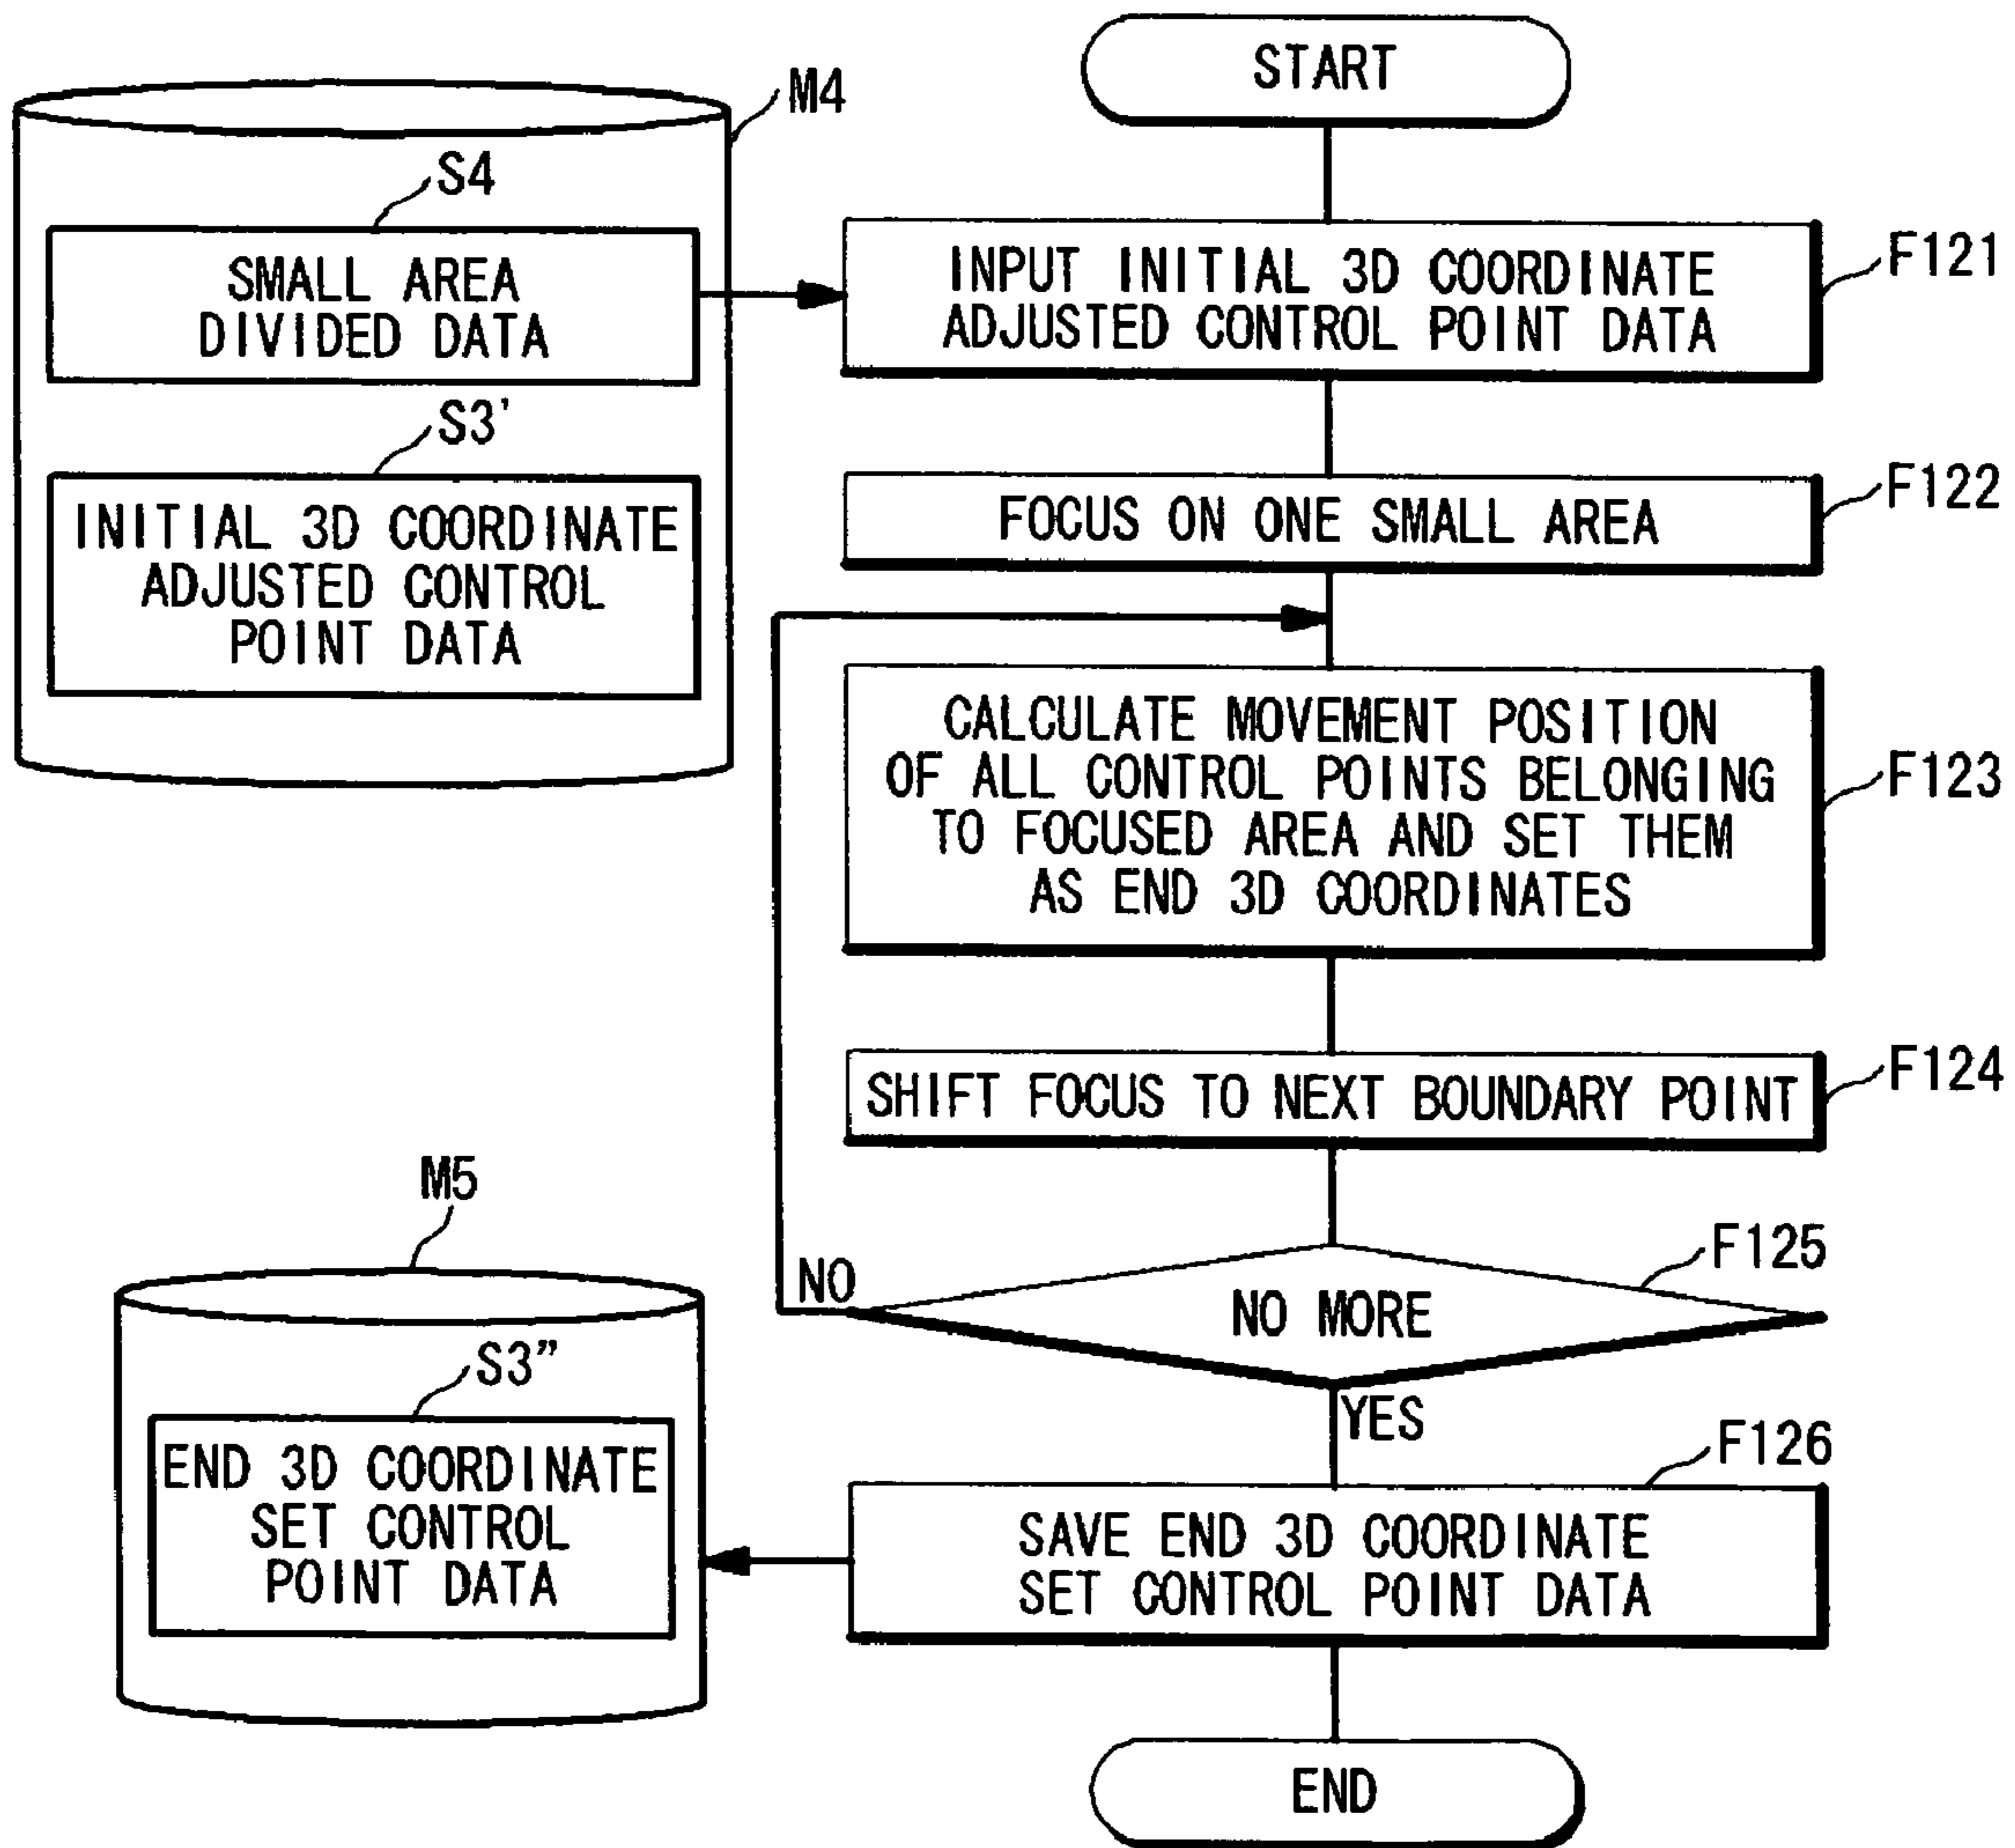 START
M4
S4
SMALL AREA
DIVIDED DATA
S3'
INITIAL 3D COORDINATE
ADJUSTED CONTROL
POINT DATA
INPUT INITIAL 3D COORDINATE
ADJUSTED CONTROL POINT DATA
F121
FOCUS ON ONE SMALL AREA
F122
CALCULATE MOVEMENT POSITION
OF ALL CONTROL POINTS BELONGING
TO FOCUSED AREA AND SET THEM
AS END 3D COORDINATES
F123
SHIFT FOCUS TO NEXT BOUNDARY POINT
F124
NO MORE
F125
NO
YES
M5
S3”
END 3D COORDINATE
SET CONTROL
POINT DATA
SAVE END 3D COORDINATE
SET CONTROL POINT DATA
F126
END